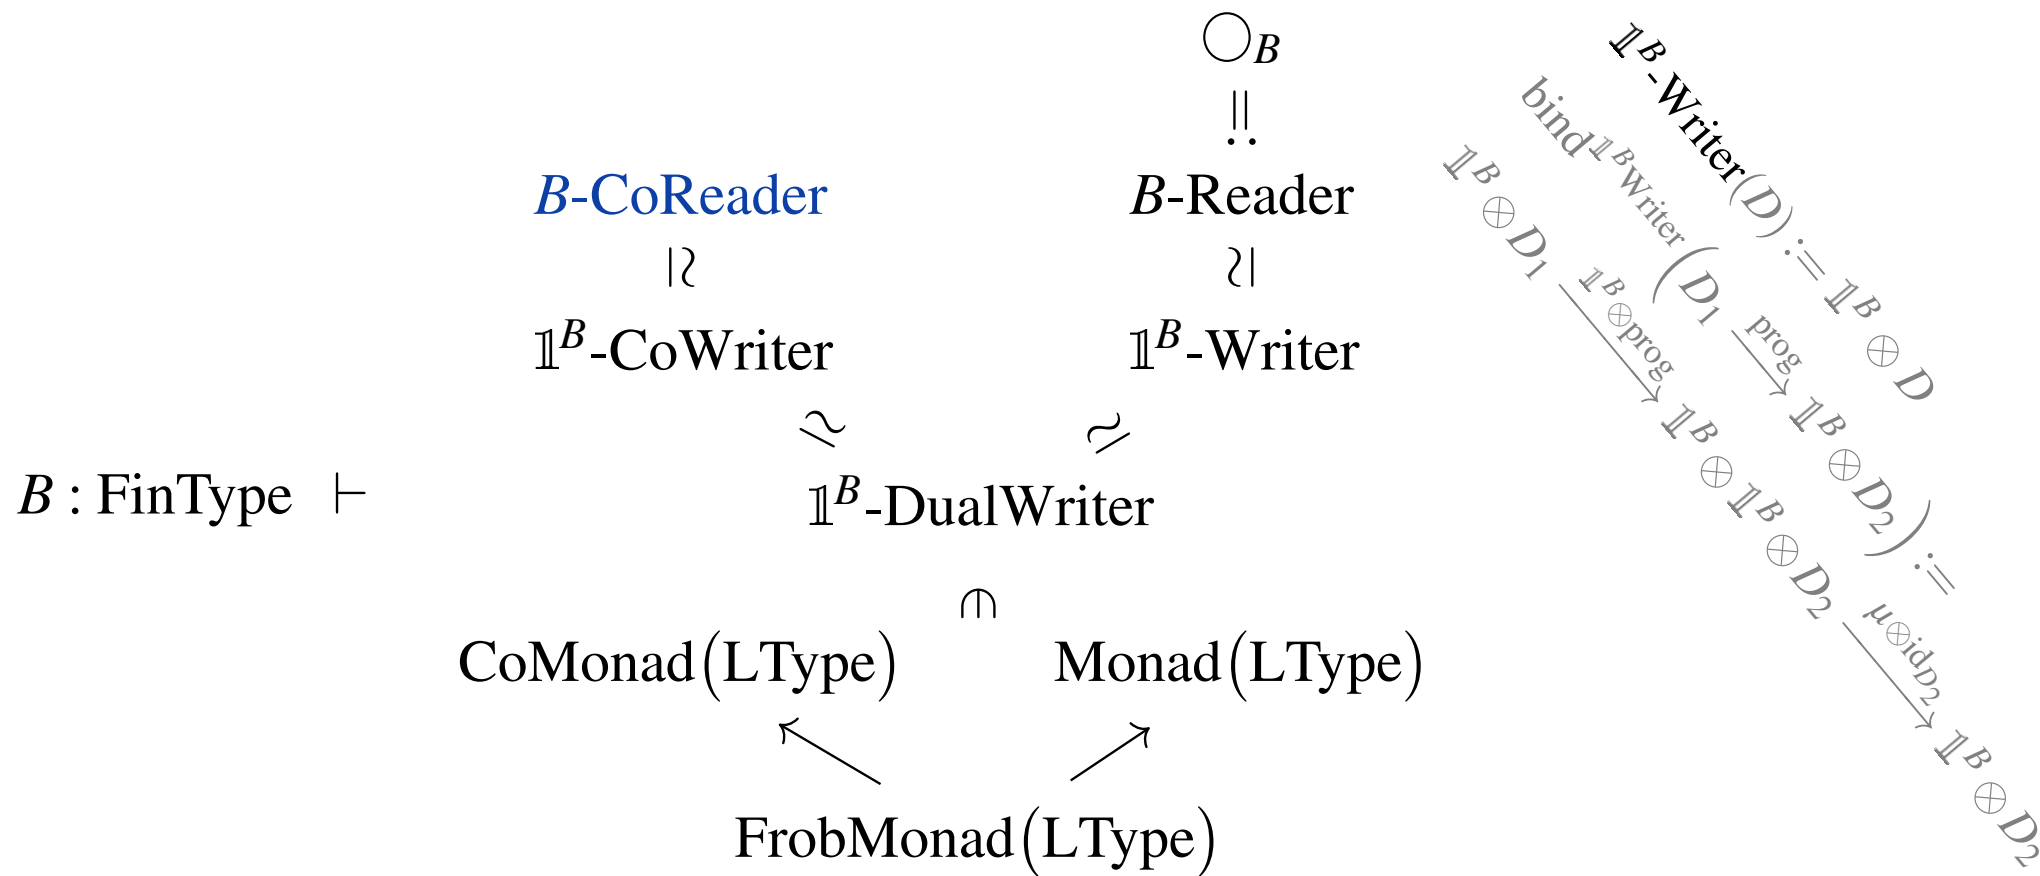 ○_B
=:
B-CoReader   B-Reader
≃   ≃
𝟙^B-CoWriter   𝟙^B-Writer
≃   ≃
B : FinType ⊢   𝟙^B-DualWriter
∈
CoMonad(LType)   Monad(LType)
FrobMonad(LType)
𝟙^B-Writer(D) := 𝟙^B ⊗ D
bind^{𝟙^B Writer}(D_1 →^{prog} 𝟙^B ⊗ D_2) :=
𝟙^B ⊗ D_1 →^{𝟙^B ⊗ prog} 𝟙^B ⊗ 𝟙^B ⊗ D_2 →^{μ ⊗ id_{D_2}} 𝟙^B ⊗ D_2